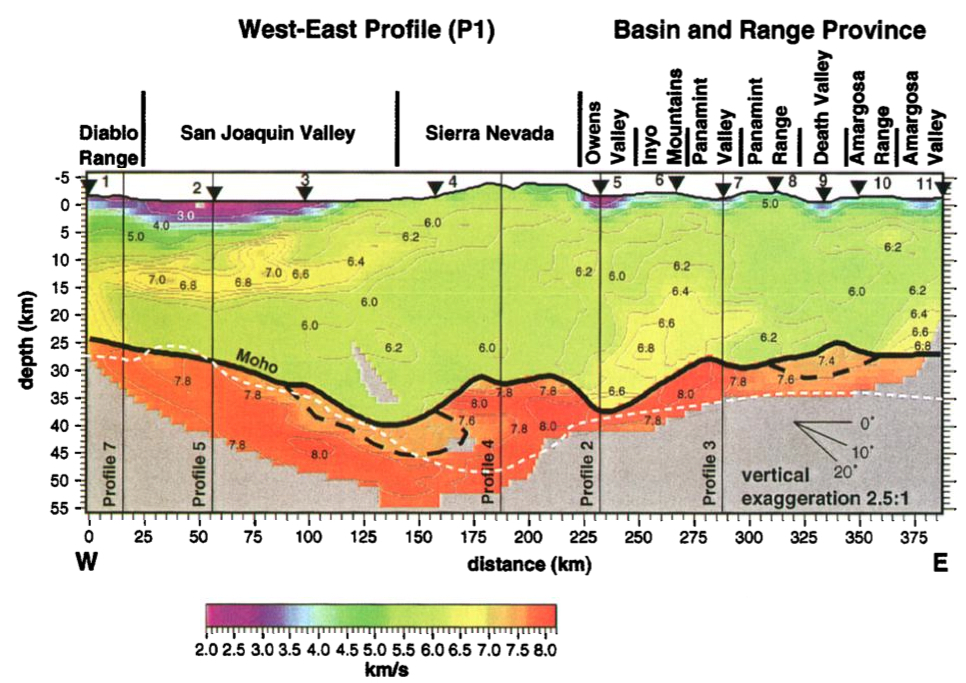 West-East Profile (P1)
Basin and Range Province
Diablo
Range
San Joaquin Valley
Sierra Nevada
Owens
Valley
Inyo
Mountains
Panamint
Valley
Panamint
Range
Death Valley
Amargosa
Range
Amargosa
Valley
1 2 3 4 5 6 7 8 9 10 11
-5
0
5
10
15
20
25
30
35
40
45
50
55
depth (km)
3.0
4.0
5.0
6.0
6.2
5.0
6.2
7.0
6.8
6.8
7.0
6.6
6.4
6.0
6.0
6.2
6.0
6.2
6.0
6.2
6.4
6.6
6.8
6.6
6.2
6.0
6.2
6.4
6.6
6.8
Moho
7.8
7.8
7.8
8.0
7.6
8.0
7.8
7.8
8.0
7.8
8.0
7.8
7.6
7.4
Profile 7
Profile 5
Profile 4
Profile 2
Profile 3
0°
10°
20°
vertical
exaggeration 2.5:1
0 25 50 75 100 125 150 175 200 225 250 275 300 325 350 375
W
distance (km)
E
2.0 2.5 3.0 3.5 4.0 4.5 5.0 5.5 6.0 6.5 7.0 7.5 8.0
km/s